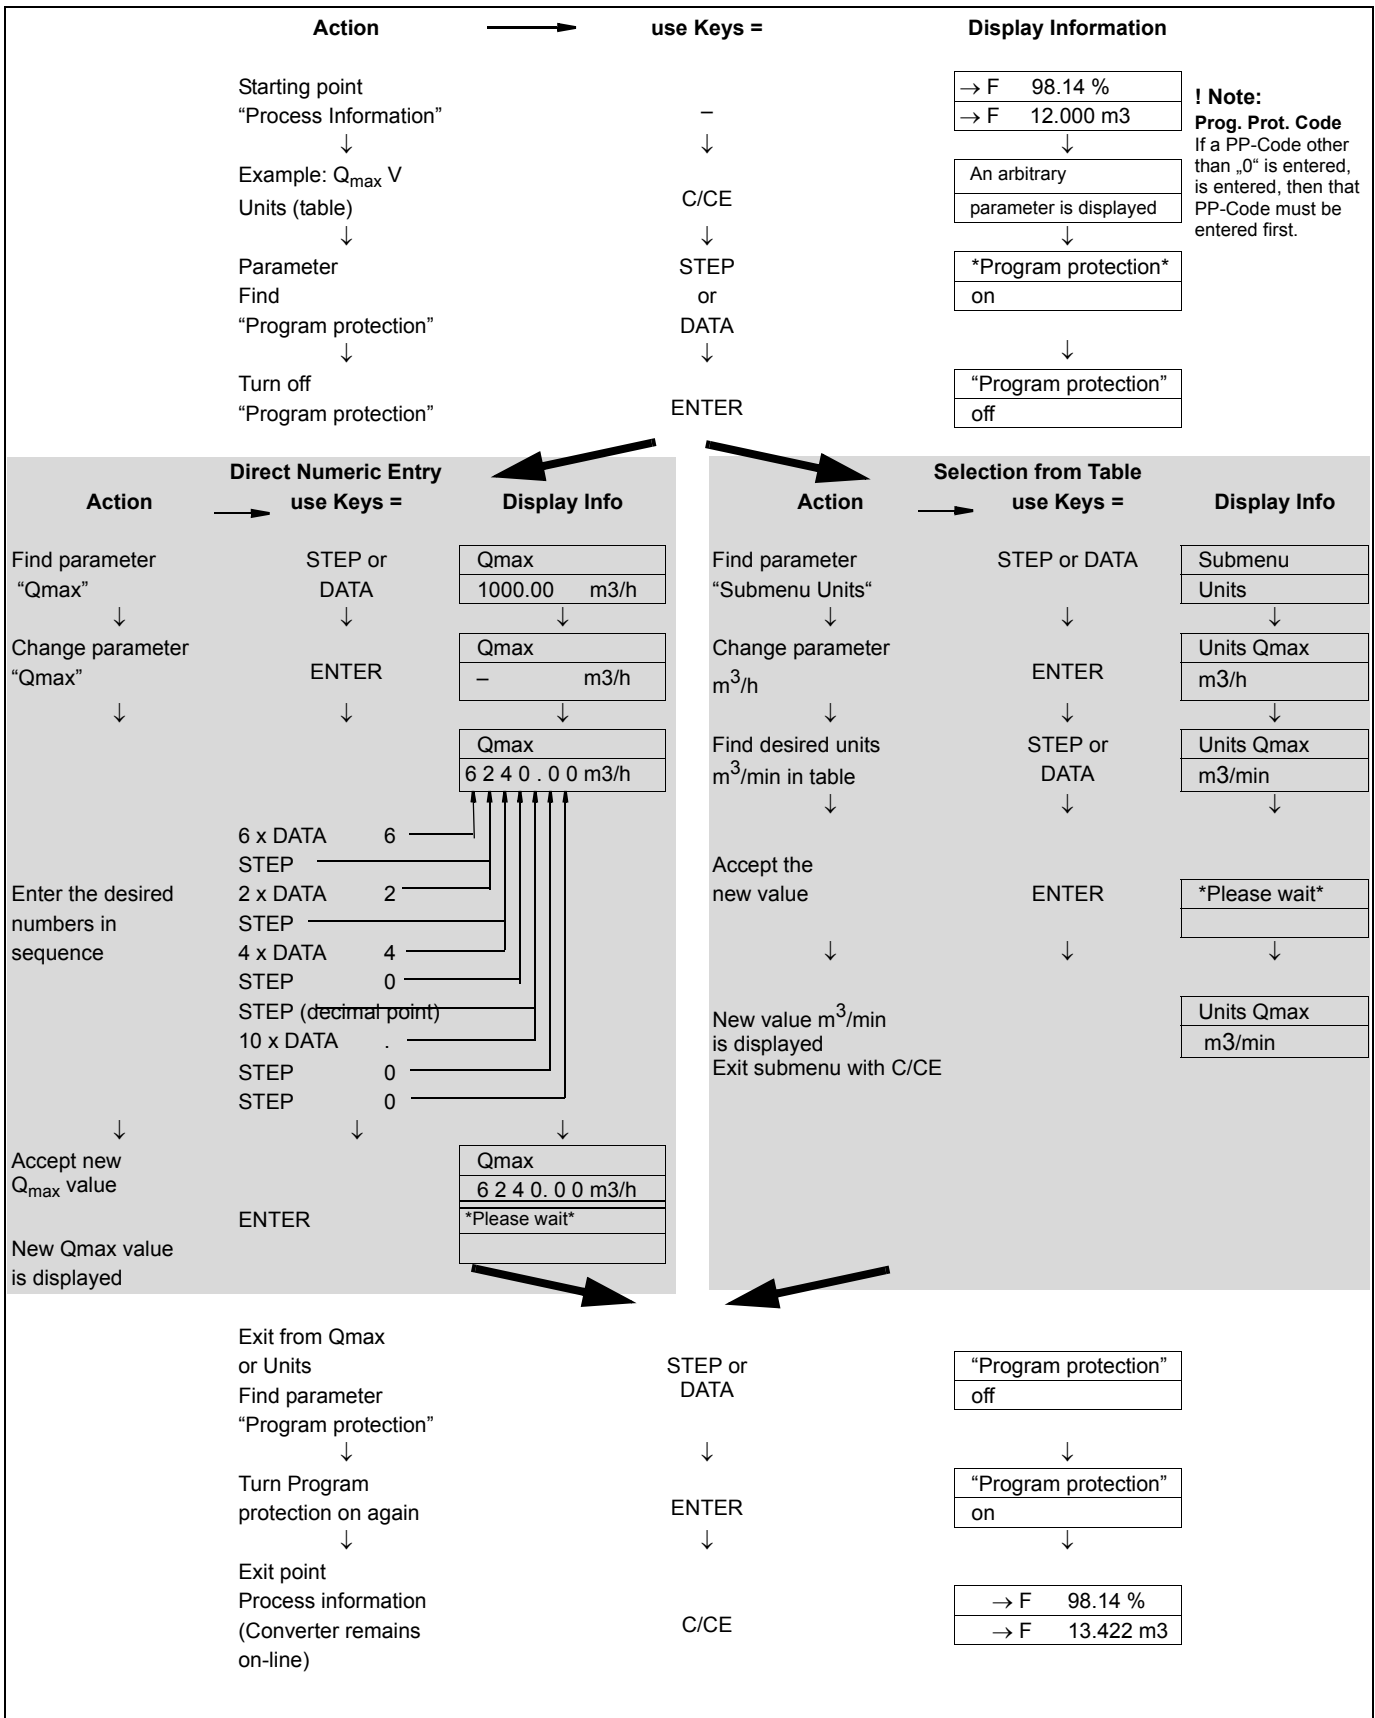 Action use Keys = Display Information
Starting point
“Process Information”
–
→ F 98.14 %
→ F 12.000 m3
! Note:
Prog. Prot. Code
If a PP-Code other
than „0“ is entered,
is entered, then that
PP-Code must be
entered first.
↓ ↓ ↓
Example: Qmax V
Units (table)
C/CE
An arbitrary
parameter is displayed
↓ ↓ ↓
Parameter
Find
“Program protection”
STEP
or
DATA
*Program protection*
on
↓ ↓ ↓
Turn off
“Program protection”
ENTER
“Program protection”
off
Direct Numeric Entry
Action use Keys = Display Info
Find parameter
“Qmax”
STEP or
DATA
Qmax
1000.00 m3/h
↓ ↓ ↓
Change parameter
“Qmax”
ENTER
Qmax
– m3/h
↓ ↓ ↓
Qmax
6 2 4 0 . 0 0 m3/h
Enter the desired
numbers in
sequence
6 x DATA 6
STEP
2 x DATA 2
STEP
4 x DATA 4
STEP 0
STEP (decimal point)
10 x DATA .
STEP 0
STEP 0
↓ ↓ ↓
Accept new
Qmax value
ENTER
Qmax
6 2 4 0. 0 0 m3/h
*Please wait*
New Qmax value
is displayed
Selection from Table
Action use Keys = Display Info
Find parameter
“Submenu Units“
STEP or DATA
Submenu
Units
↓ ↓ ↓
Change parameter
m3/h
ENTER
Units Qmax
m3/h
↓ ↓ ↓
Find desired units
m3/min in table
STEP or
DATA
Units Qmax
m3/min
↓ ↓ ↓
Accept the
new value
ENTER
*Please wait*
↓ ↓ ↓
New value m3/min
is displayed
Exit submenu with C/CE
Units Qmax
m3/min
Exit from Qmax
or Units
Find parameter
“Program protection”
STEP or
DATA
“Program protection”
off
↓ ↓ ↓
Turn Program
protection on again
ENTER
“Program protection”
on
↓ ↓ ↓
Exit point
Process information
(Converter remains
on-line)
C/CE
→ F 98.14 %
→ F 13.422 m3